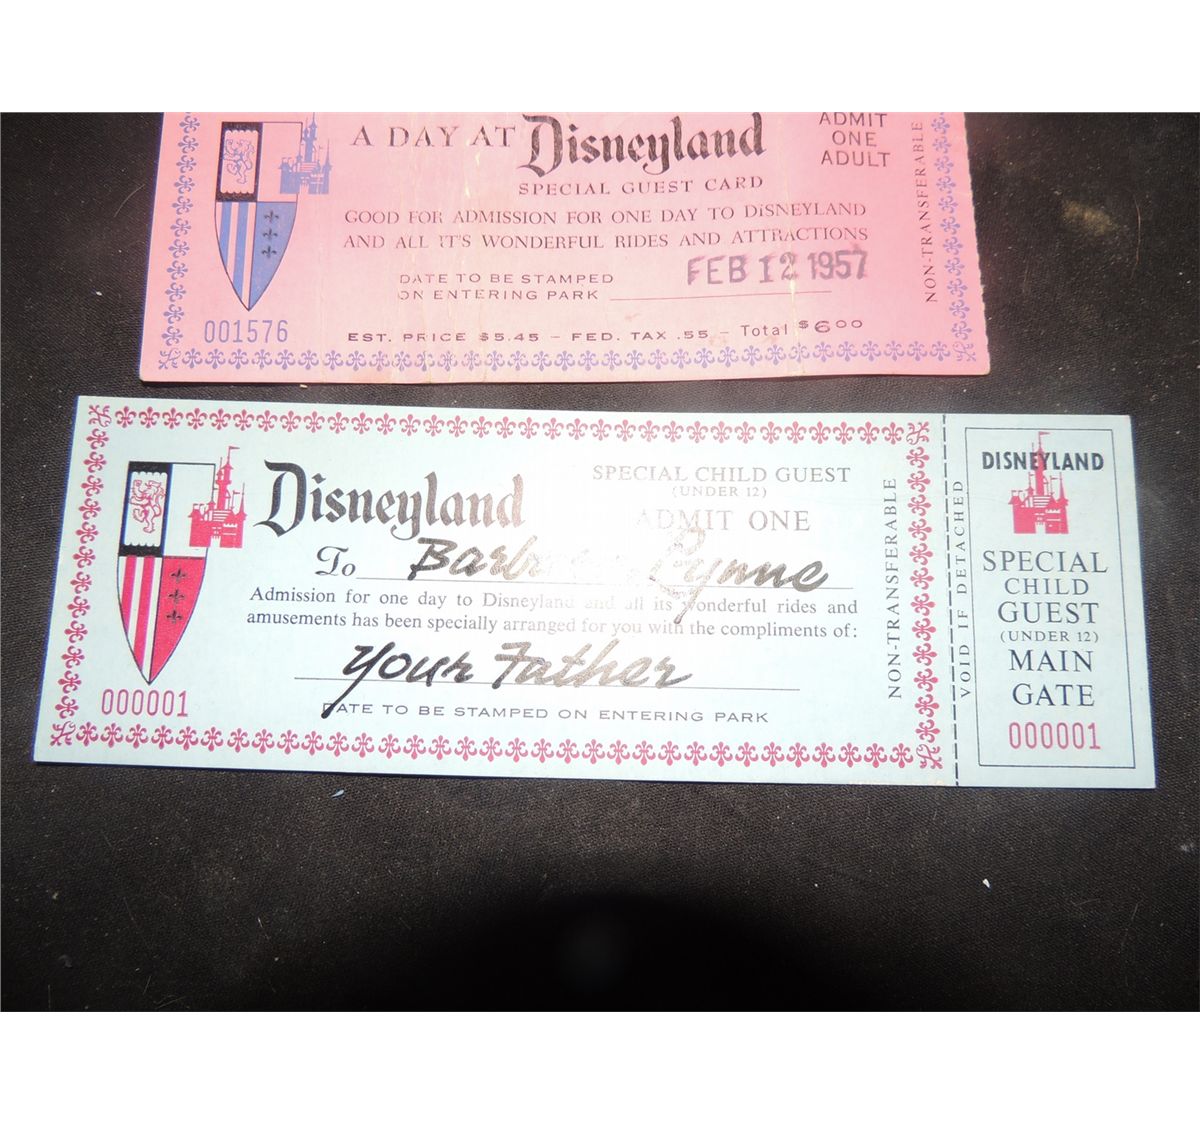 A DAY AT Disneyland
ADMIT
ONE
ADULT
SPECIAL GUEST CARD
GOOD FOR ADMISSION FOR ONE DAY TO DISNEYLAND
AND ALL IT'S WONDERFUL RIDES AND ATTRACTIONS
DATE TO BE STAMPED
ON ENTERING PARK
FEB 12 1957
NON-TRANSFERABLE
001576
EST. PRICE $5.45 – FED. TAX .55 – Total $6.00
Disneyland
SPECIAL CHILD GUEST
(UNDER 12)
ADMIT ONE
To Lynne
Admission for one day to Disneyland and all its wonderful rides and
amusements has been specially arranged for you with the compliments of:
Your Father
DATE TO BE STAMPED ON ENTERING PARK
000001
NON-TRANSFERABLE
VOID IF DETACHED
DISNEYLAND
SPECIAL
CHILD
GUEST
(UNDER 12)
MAIN
GATE
000001